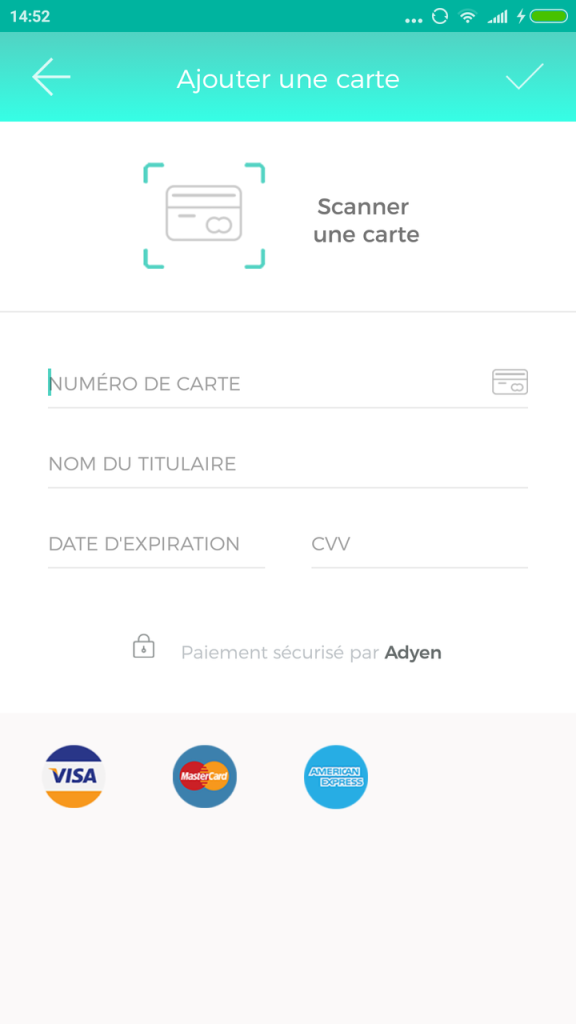 14:52
Ajouter une carte
Scanner
une carte
NUMÉRO DE CARTE
NOM DU TITULAIRE
DATE D'EXPIRATION CVV
Paiement sécurisé par Adyen
VISA MasterCard AMERICAN
EXPRESS